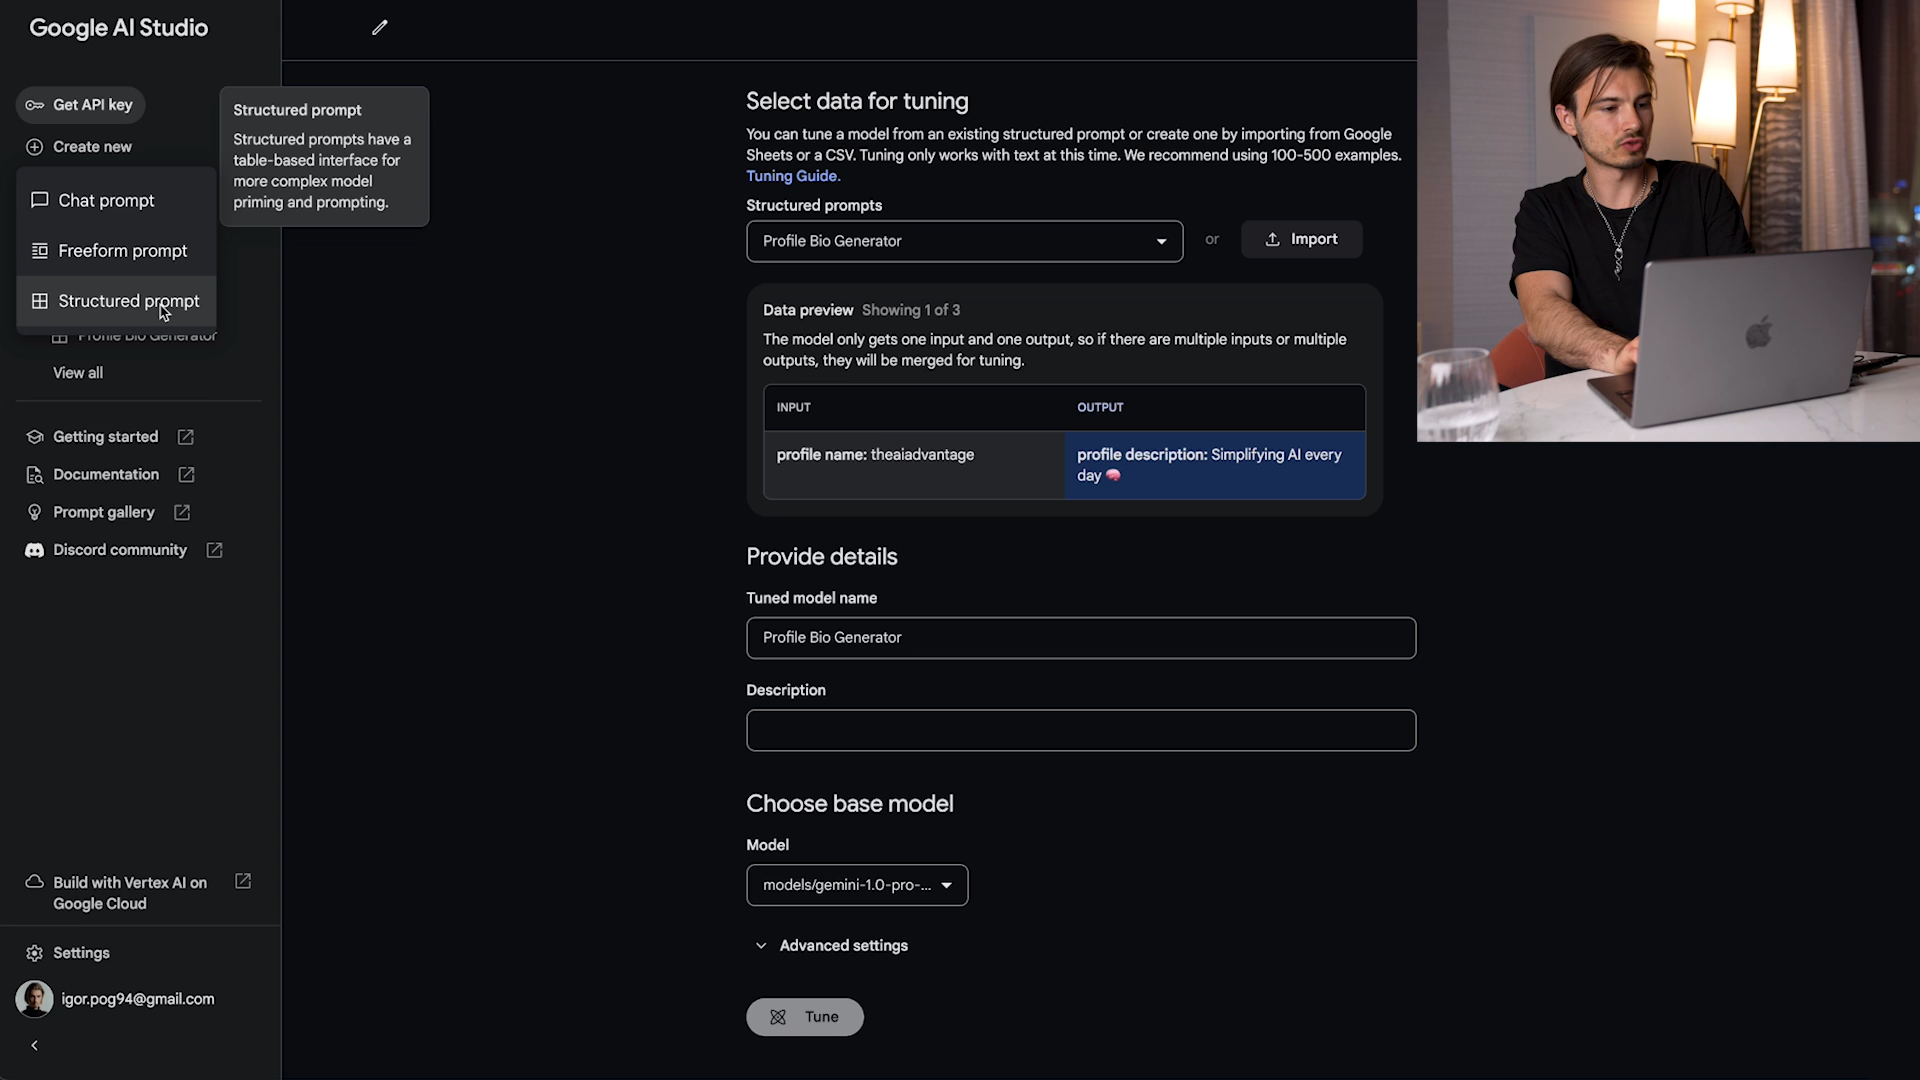 Google AI Studio
Get API key
Create new
Chat prompt
Freeform prompt
Structured prompt
Profile Bio Generator
View all
Getting started
Documentation
Prompt gallery
Discord community
Build with Vertex AI on
Google Cloud
Settings
igor.pog94@gmail.com
Structured prompt
Structured prompts have a
table-based interface for
more complex model
priming and prompting.
Select data for tuning
You can tune a model from an existing structured prompt or create one by importing from Google
Sheets or a CSV. Tuning only works with text at this time. We recommend using 100-500 examples.
Tuning Guide.
Structured prompts
Profile Bio Generator or Import
Data preview Showing 1 of 3
The model only gets one input and one output, so if there are multiple inputs or multiple
outputs, they will be merged for tuning.
INPUT OUTPUT
profile name: theaiadvantage profile description: Simplifying AI every
day 🧠
Provide details
Tuned model name
Profile Bio Generator
Description
Choose base model
Model
models/gemini-1.0-pro-...
Advanced settings
Tune